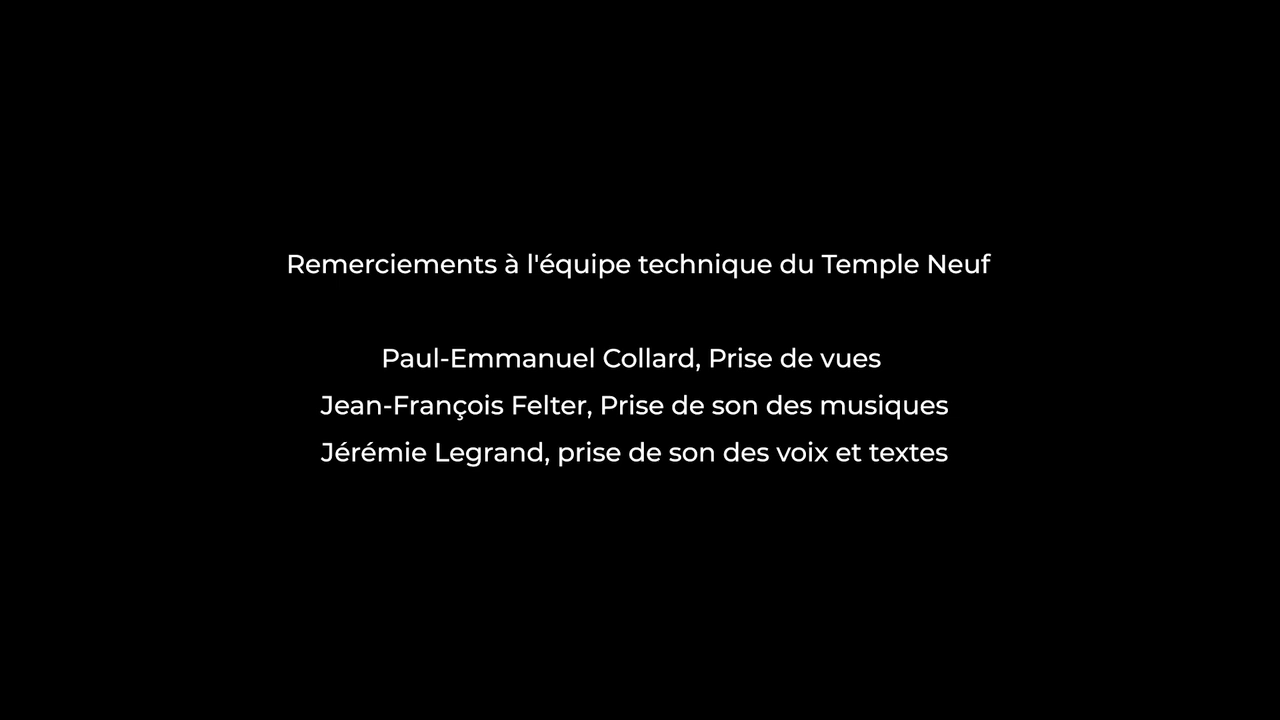 Remerciements à l'équipe technique du Temple Neuf
Paul-Emmanuel Collard, Prise de vues
Jean-François Felter, Prise de son des musiques
Jérémie Legrand, prise de son des voix et textes